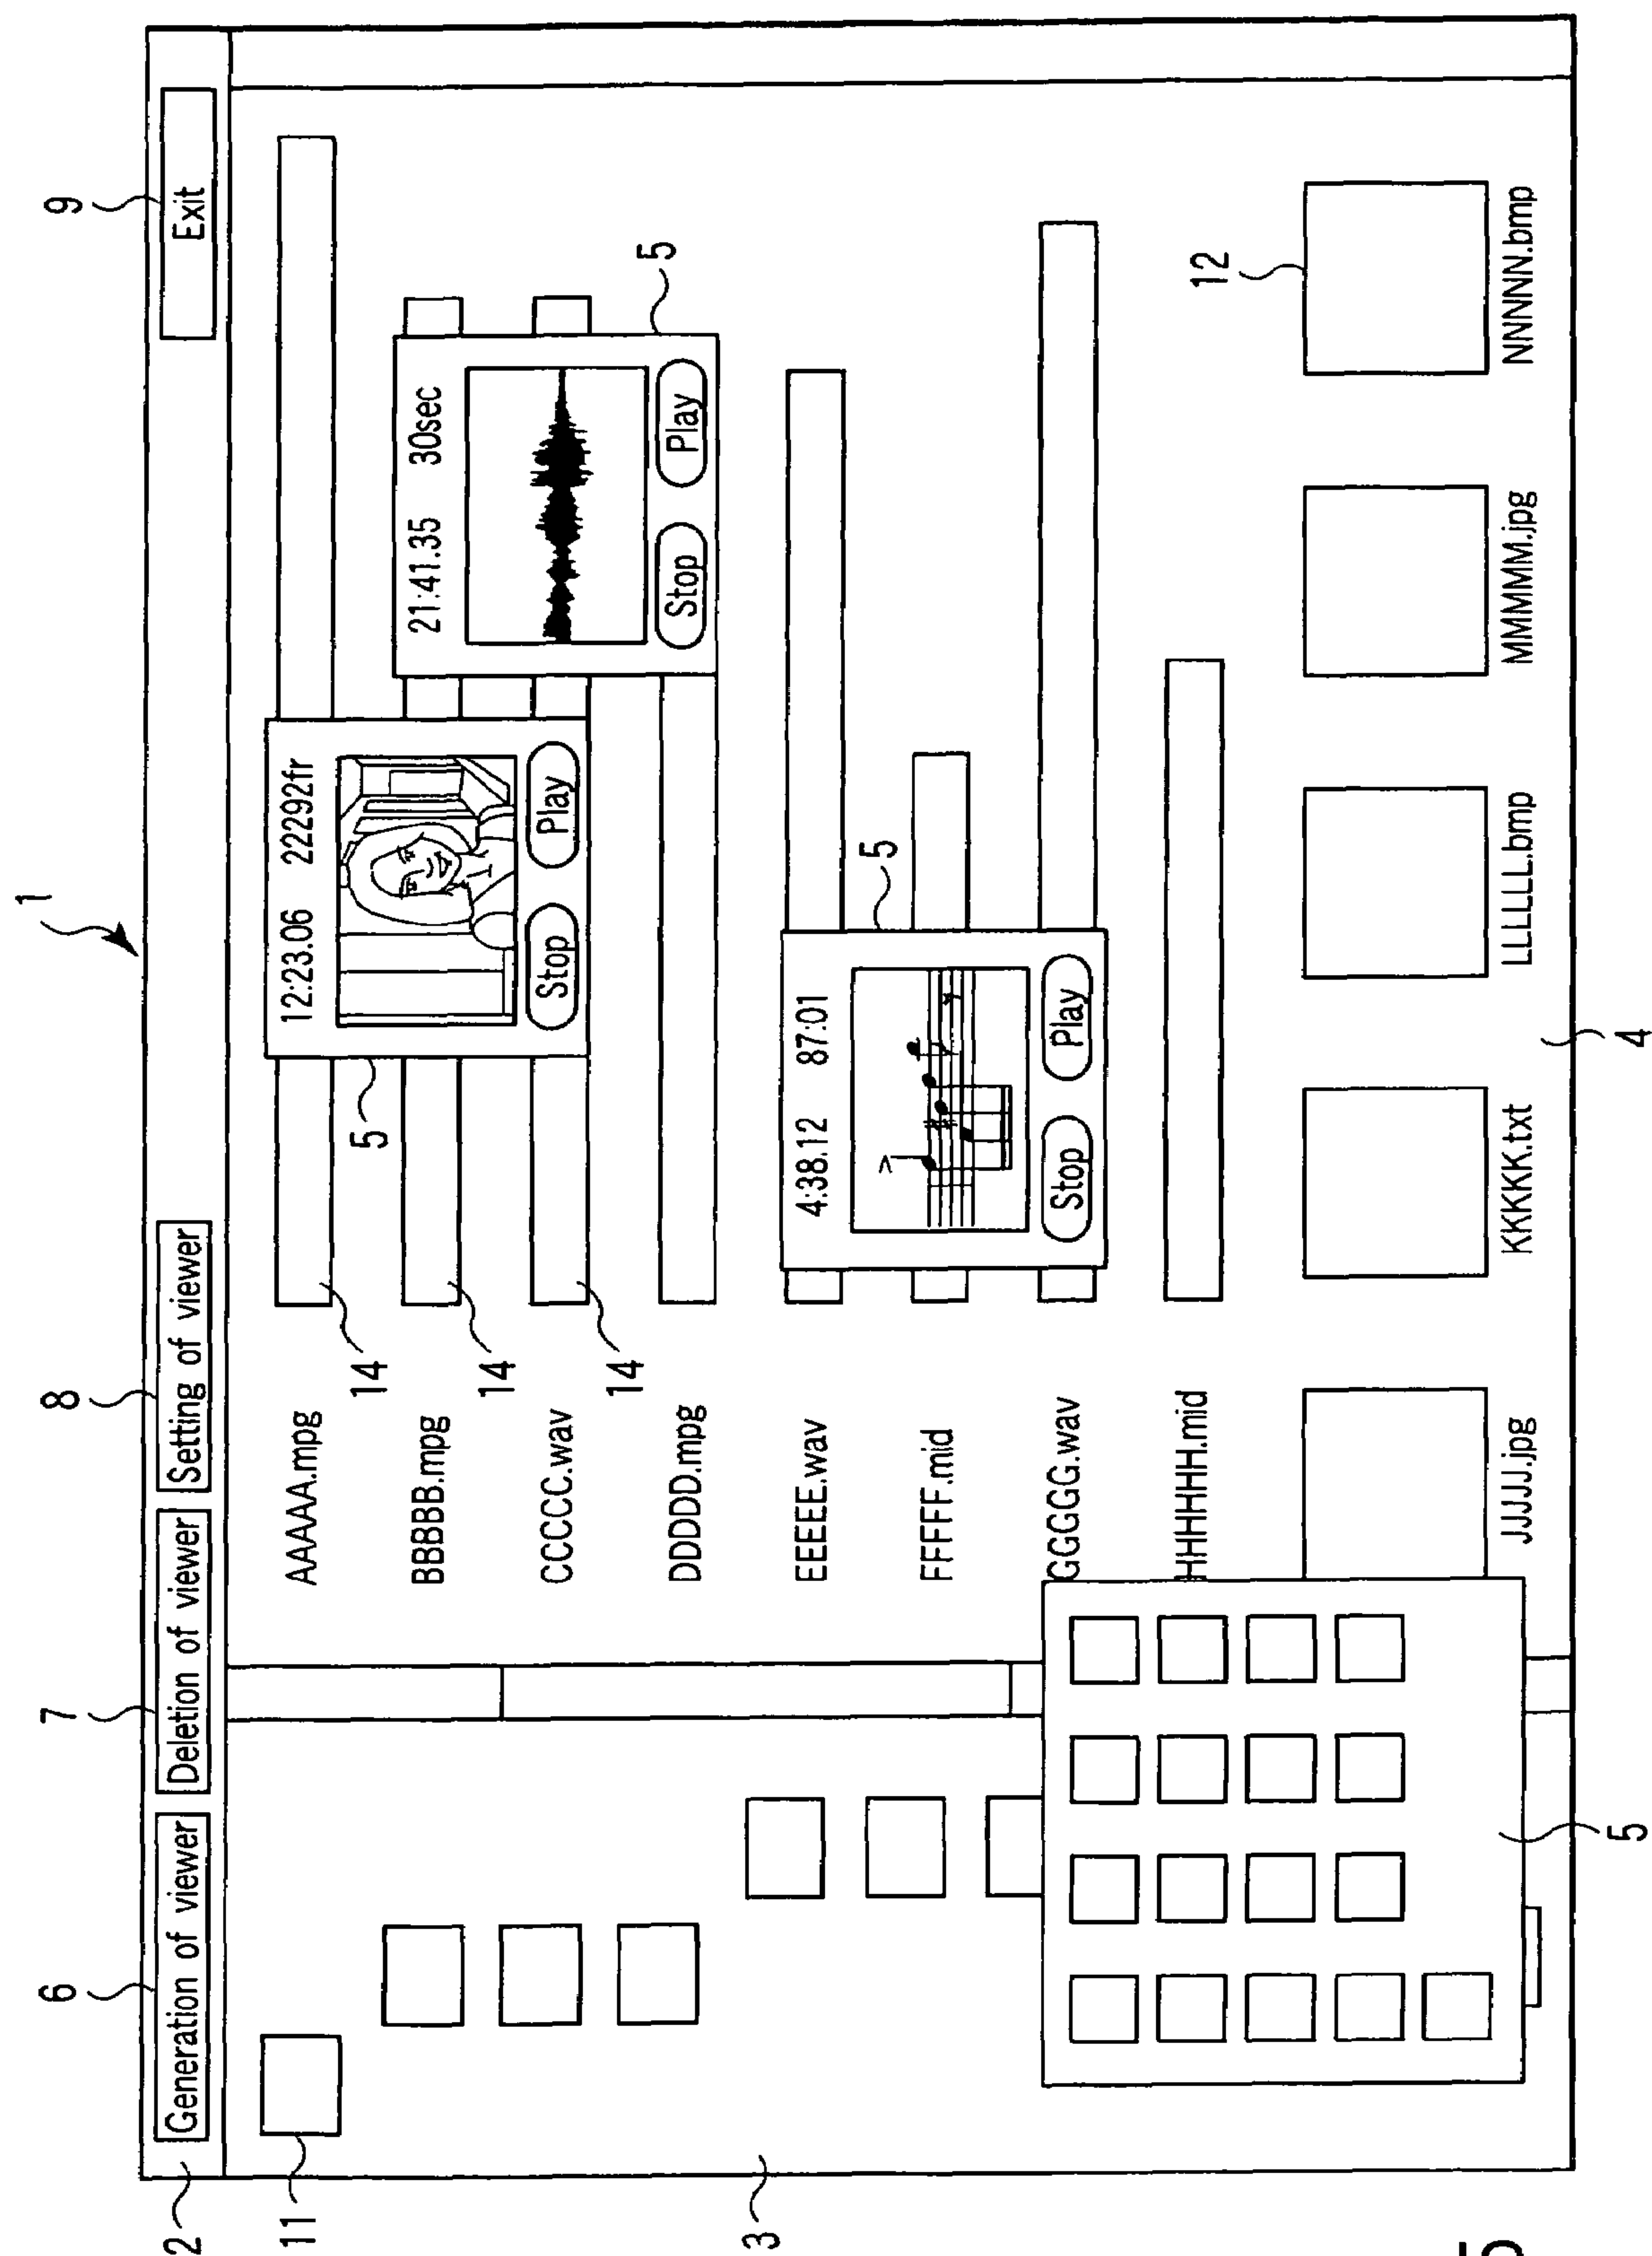 1
6 7 8 9
2 Generation of viewer Deletion of viewer Setting of viewer Exit
11
AAAAA.mpg
14
12:23.06 22292fr
Stop Play
5
BBBBB.mpg
14
21:41.35 30sec
Stop Play
5
CCCCC.wav
14
DDDDD.mpg
3
EEEEE.wav
4:38.12 87:01
Stop Play
5
FFFFF.mid
GGGGG.wav
HHHHH.mid
12
JJJJJ.jpg KKKKK.txt LLLLLL.bmp MMMMM.jpg NNNNN.bmp
5 4